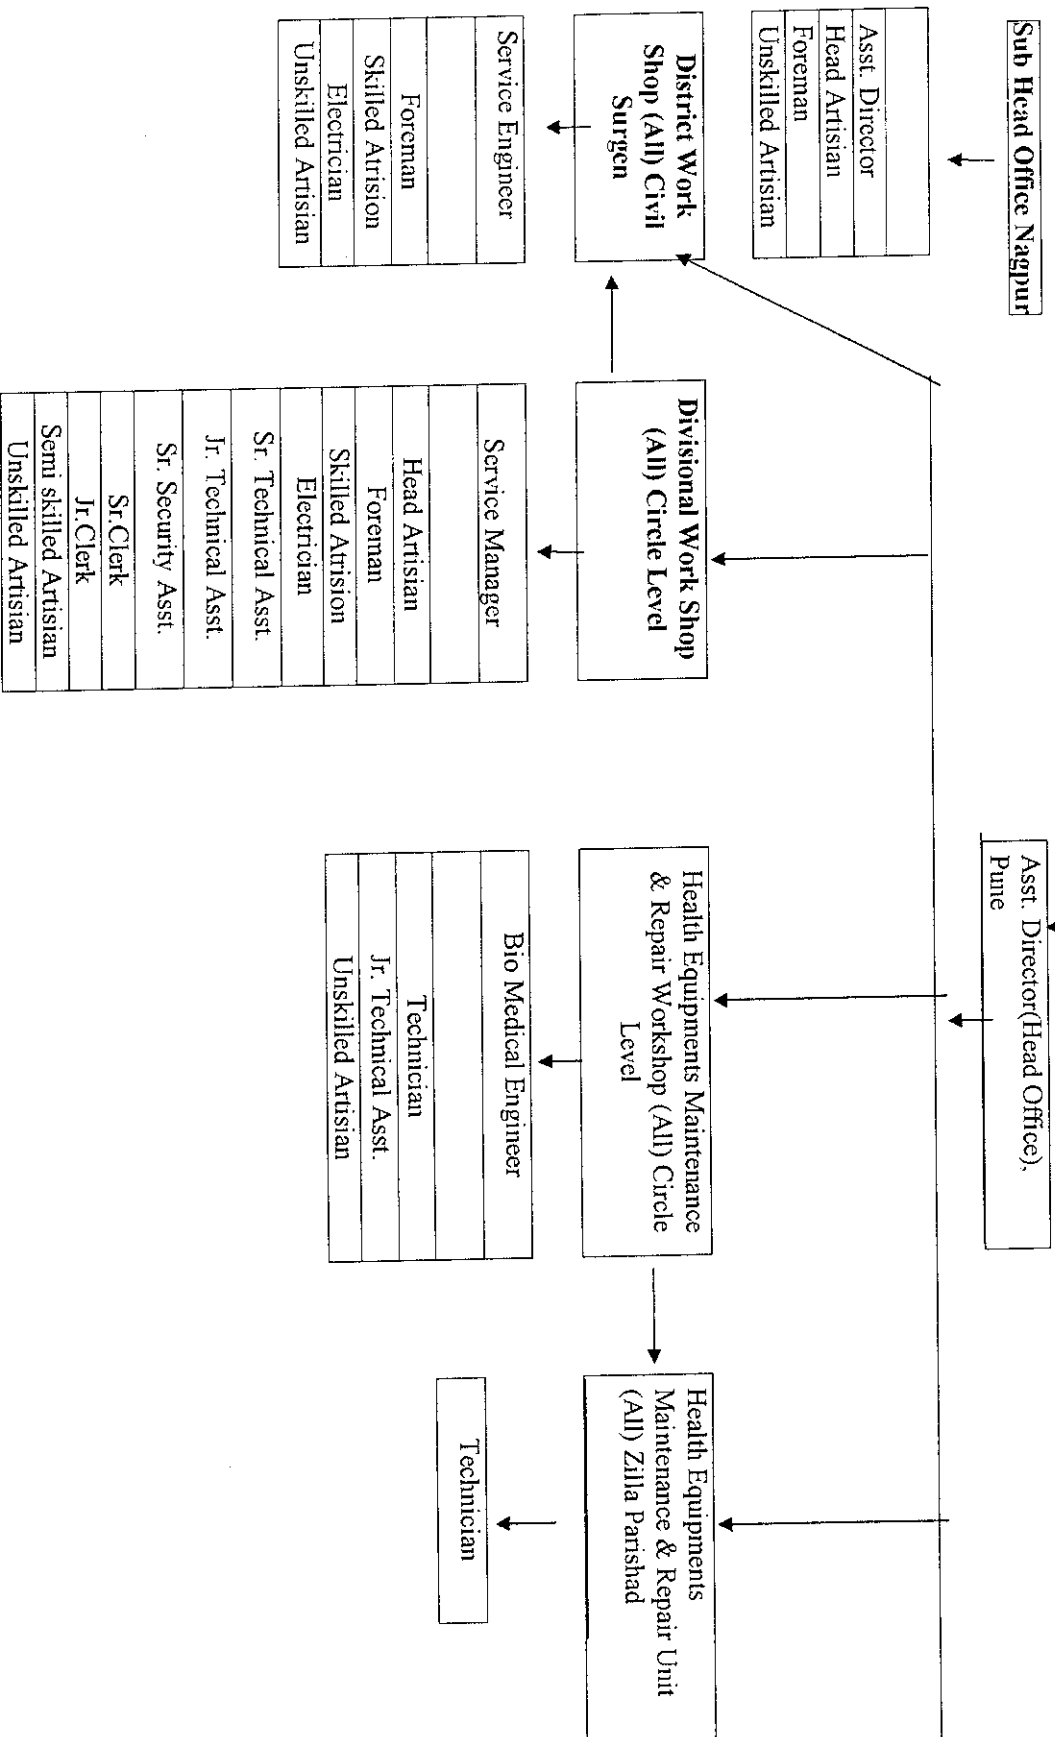 Sub Head Office Nagpur
Asst. Director
Head Artisian
Foreman
Unskilled Artisian
Asst. Director(Head Office),
Pune
District Work
Shop (All) Civil
Surgen
Service Engineer
Foreman
Skilled Atrision
Electrician
Unskilled Artisian
Divisional Work Shop
(All) Circle Level
Service Manager
Head Artisian
Foreman
Skilled Atrision
Electrician
Sr. Technical Asst.
Jr. Technical Asst.
Sr. Security Asst.
Sr.Clerk
Jr.Clerk
Semi skilled Artisian
Unskilled Artisian
Health Equipments Maintenance
& Repair Workshop (All) Circle
Level
Bio Medical Engineer
Technician
Jr. Technical Asst.
Unskilled Artisian
Health Equipments
Maintenance & Repair Unit
(All) Zilla Parishad
Technician